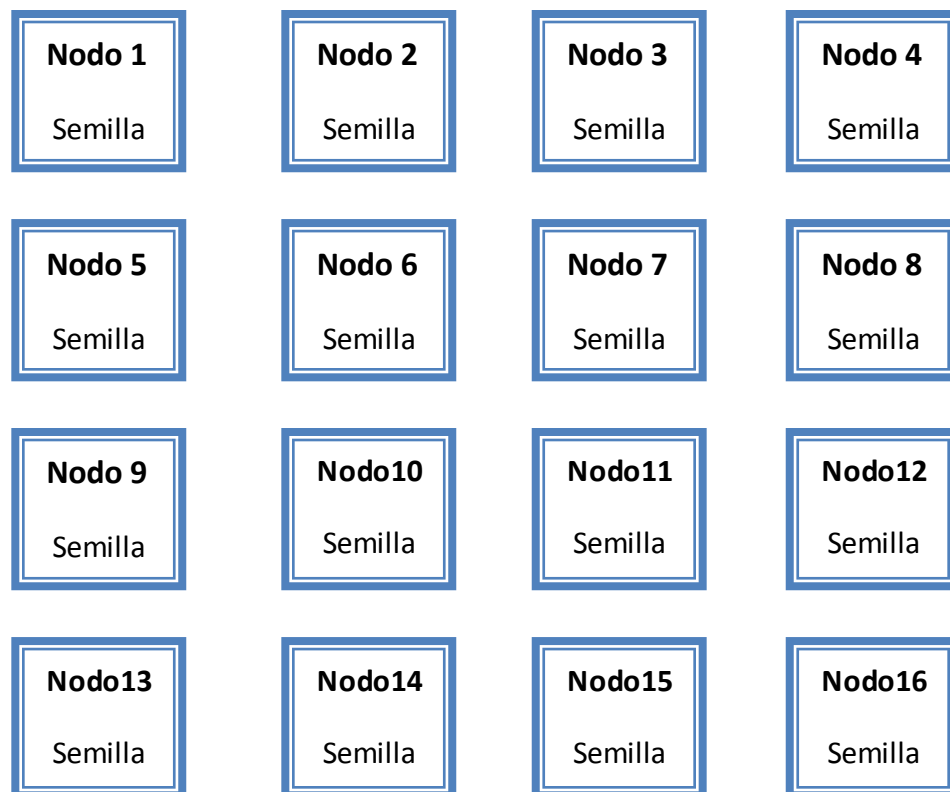 Nodo 1
Semilla
Nodo 2
Semilla
Nodo 3
Semilla
Nodo 4
Semilla
Nodo 5
Semilla
Nodo 6
Semilla
Nodo 7
Semilla
Nodo 8
Semilla
Nodo 9
Semilla
Nodo10
Semilla
Nodo11
Semilla
Nodo12
Semilla
Nodo13
Semilla
Nodo14
Semilla
Nodo15
Semilla
Nodo16
Semilla